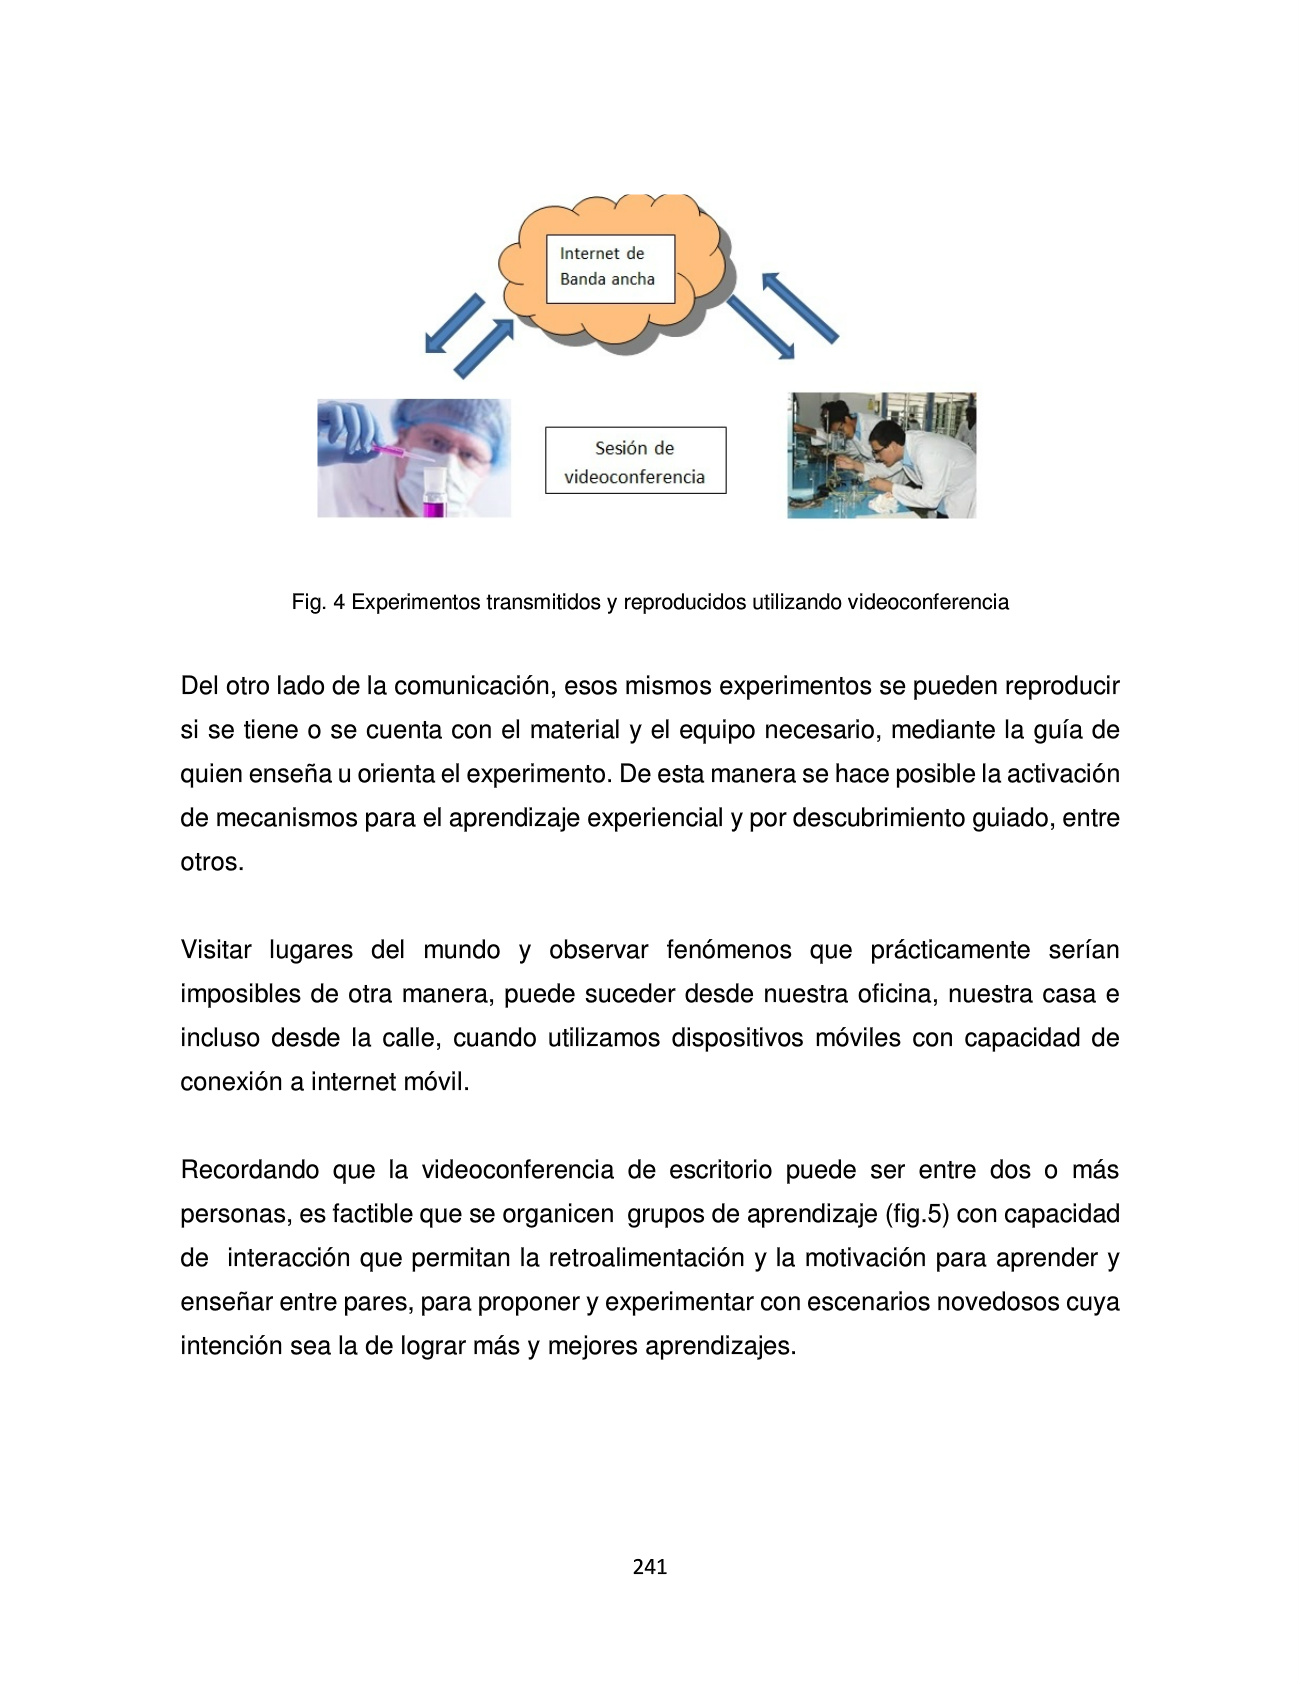 Internet de
Banda ancha
Sesión de
videoconferencia
Fig. 4 Experimentos transmitidos y reproducidos utilizando videoconferencia
Del otro lado de la comunicación, esos mismos experimentos se pueden reproducir
si se tiene o se cuenta con el material y el equipo necesario, mediante la guía de
quien enseña u orienta el experimento. De esta manera se hace posible la activación
de mecanismos para el aprendizaje experiencial y por descubrimiento guiado, entre
otros.
Visitar lugares del mundo y observar fenómenos que prácticamente serían
imposibles de otra manera, puede suceder desde nuestra oficina, nuestra casa e
incluso desde la calle, cuando utilizamos dispositivos móviles con capacidad de
conexión a internet móvil.
Recordando que la videoconferencia de escritorio puede ser entre dos o más
personas, es factible que se organicen grupos de aprendizaje (fig.5) con capacidad
de interacción que permitan la retroalimentación y la motivación para aprender y
enseñar entre pares, para proponer y experimentar con escenarios novedosos cuya
intención sea la de lograr más y mejores aprendizajes.
241